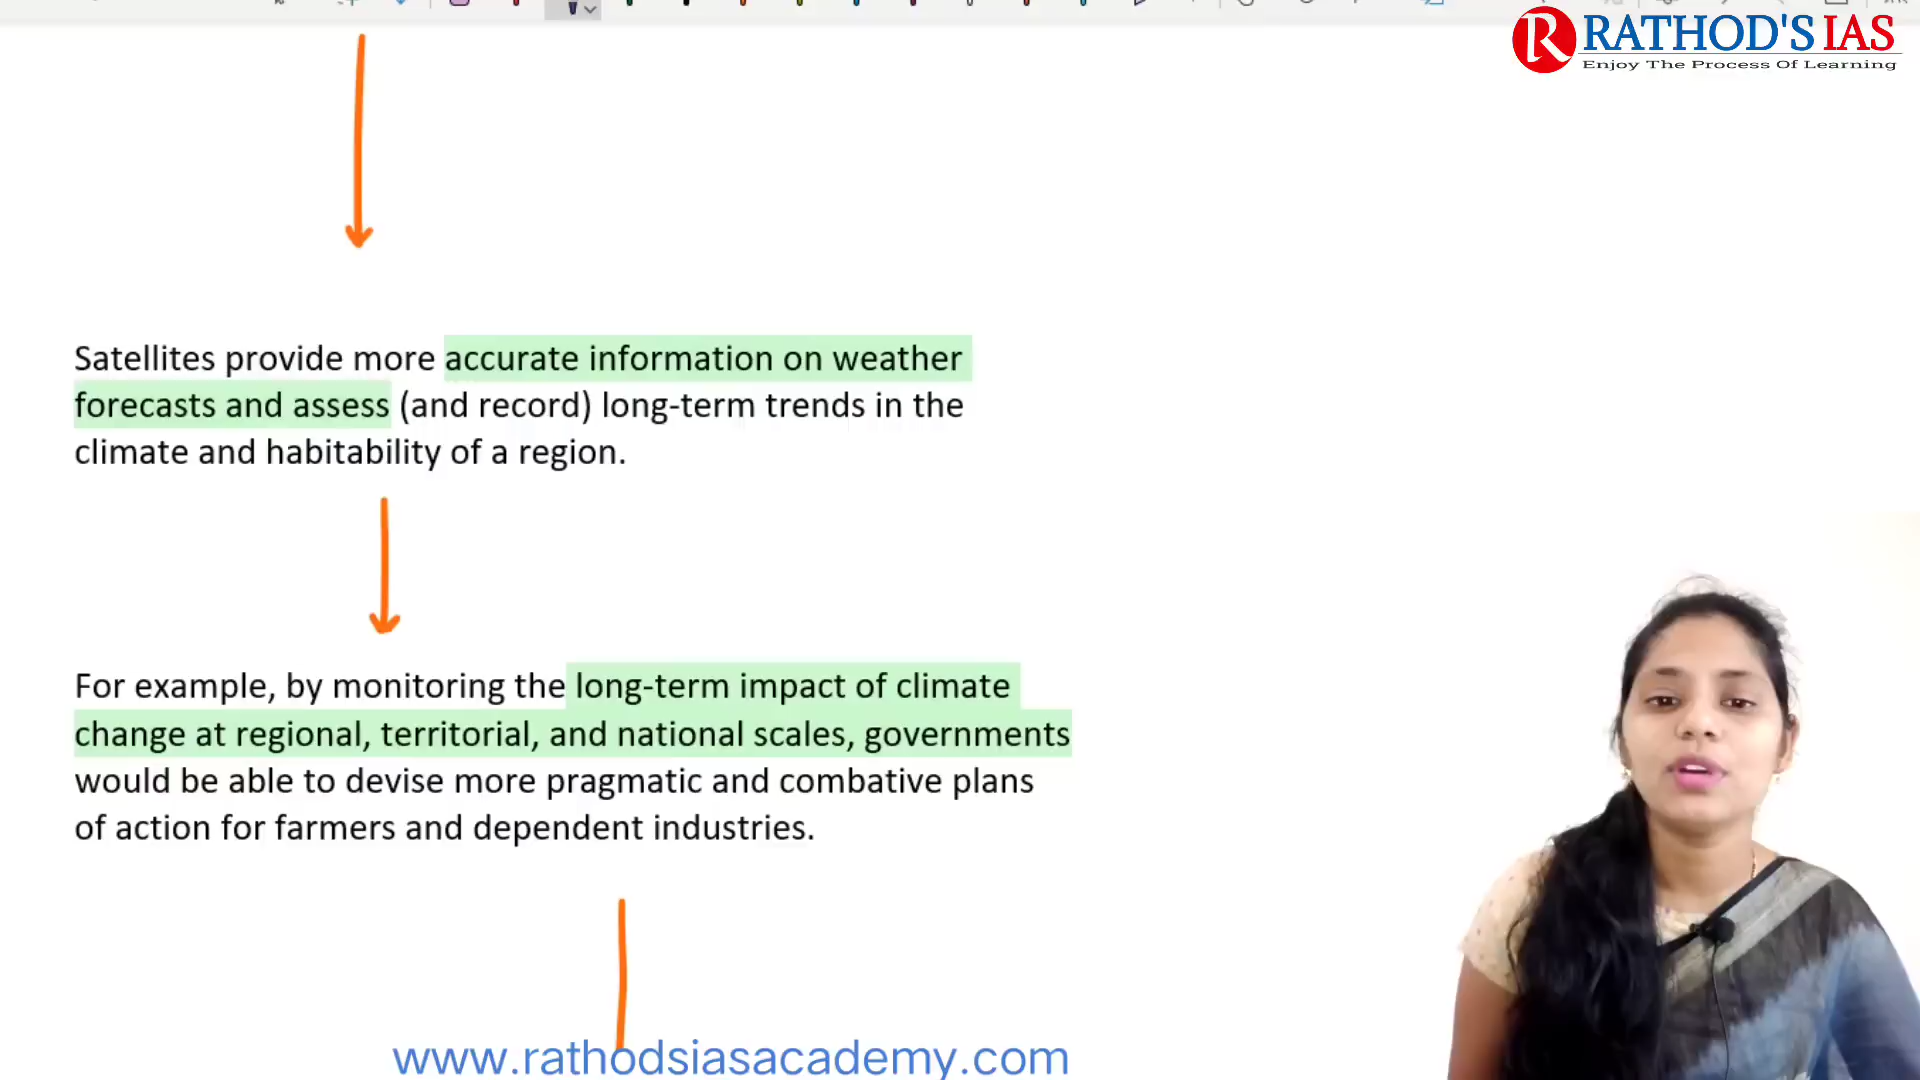 RATHOD'S IAS
Enjoy The Process Of Learning
Satellites provide more accurate information on weather
forecasts and assess (and record) long-term trends in the
climate and habitability of a region.
For example, by monitoring the long-term impact of climate
change at regional, territorial, and national scales, governments
would be able to devise more pragmatic and combative plans
of action for farmers and dependent industries.
www.rathodsiasacademy.com